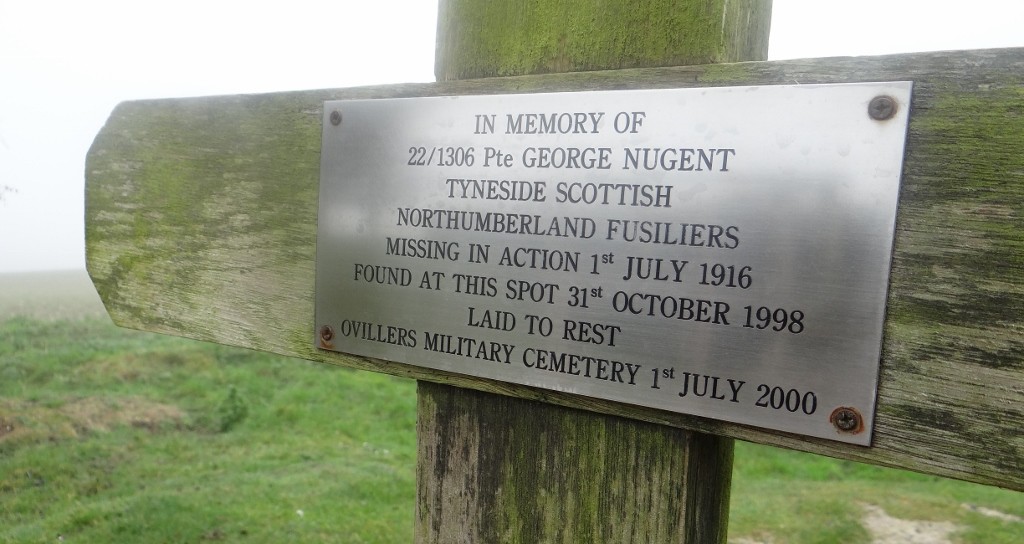 IN MEMORY OF
22/1306 Pte GEORGE NUGENT
TYNESIDE SCOTTISH
NORTHUMBERLAND FUSILIERS
MISSING IN ACTION 1st JULY 1916
FOUND AT THIS SPOT 31st OCTOBER 1998
LAID TO REST
OVILLERS MILITARY CEMETERY 1st JULY 2000